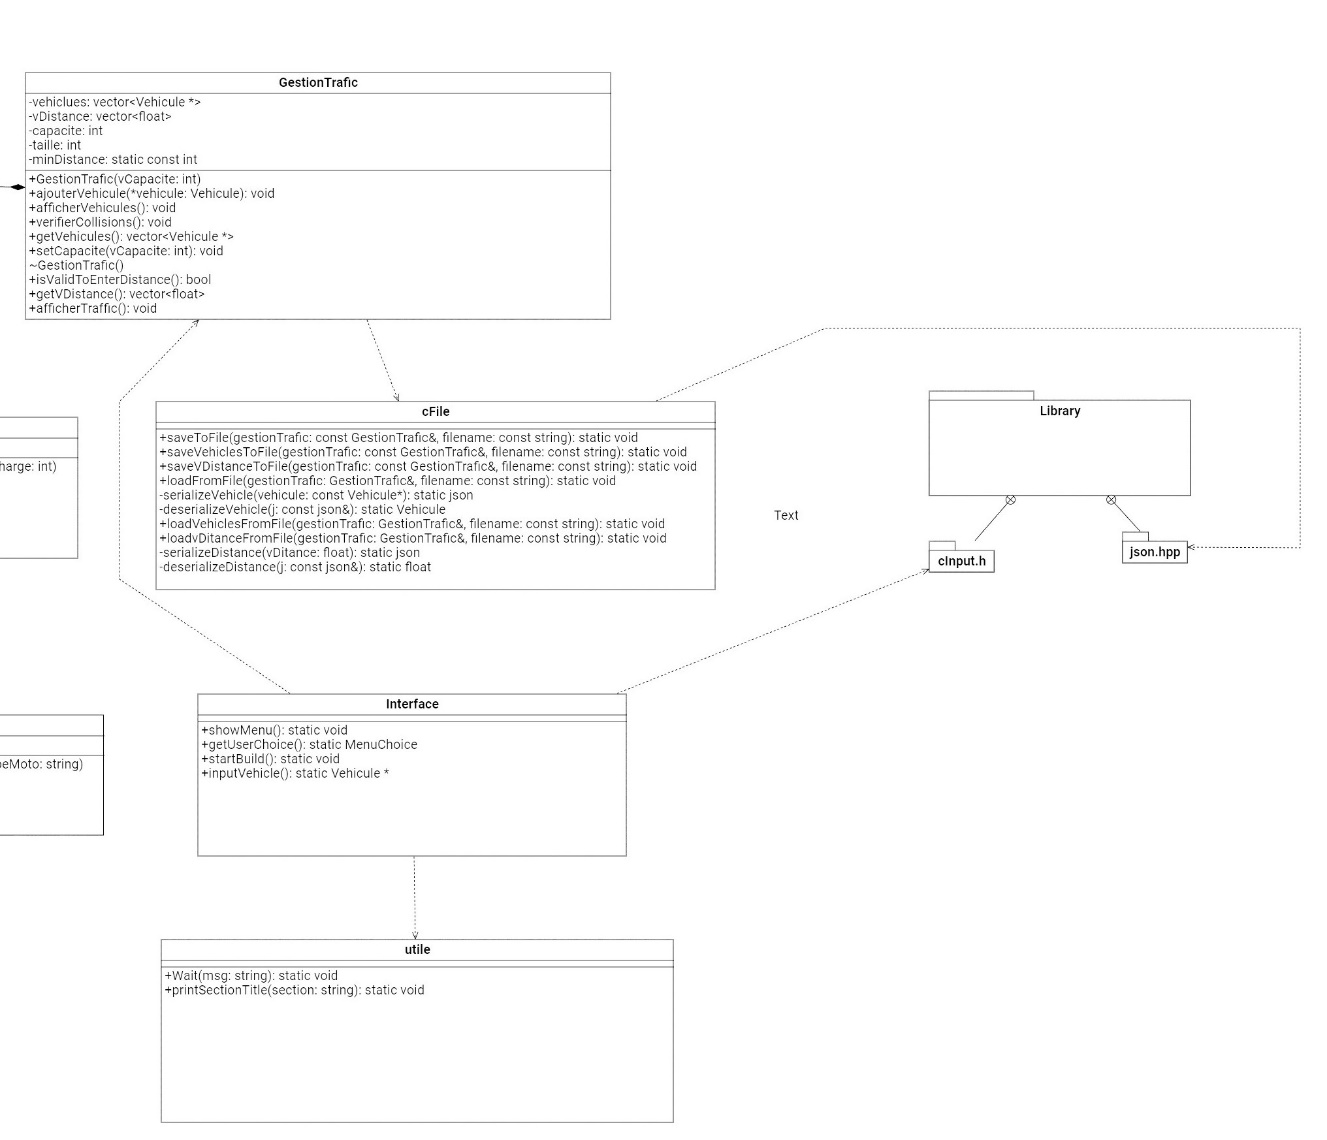 GestionTrafic
-vehiclues: vector<Vehicule *>
-vDistance: vector<float>
-capacite: int
-taille: int
-minDistance: static const int
+GestionTrafic(vCapacite: int)
+ajouterVehicule(*vehicule: Vehicule): void
+afficherVehicules(): void
+verifierCollisions(): void
+getVehicules(): vector<Vehicule *>
+setCapacite(vCapacite: int): void
~GestionTrafic()
+isValidToEnterDistance(): bool
+getVDistance(): vector<float>
+afficherTraffic(): void
harge: int)
cFile
+saveToFile(gestionTrafic: const GestionTrafic&, filename: const string): static void
+saveVehiclesToFile(gestionTrafic: const GestionTrafic&, filename: const string): static void
+saveVDistanceToFile(gestionTrafic: const GestionTrafic&, filename: const string): static void
+loadFromFile(gestionTrafic: GestionTrafic&, filename: const string): static void
-serializeVehicle(vehicule: const Vehicule*): static json
-deserializeVehicle(j: const json&): static Vehicule
+loadVehiclesFromFile(gestionTrafic: GestionTrafic&, filename: const string): static void
+loadvDitanceFromFile(gestionTrafic: GestionTrafic&, filename: const string): static void
-serializeDistance(vDitance: float): static json
-deserializeDistance(j: const json&): static float
Library
Text
cInput.h
json.hpp
Interface
+showMenu(): static void
+getUserChoice(): static MenuChoice
+startBuild(): static void
+inputVehicle(): static Vehicule *
peMoto: string)
utile
+Wait(msg: string): static void
+printSectionTitle(section: string): static void